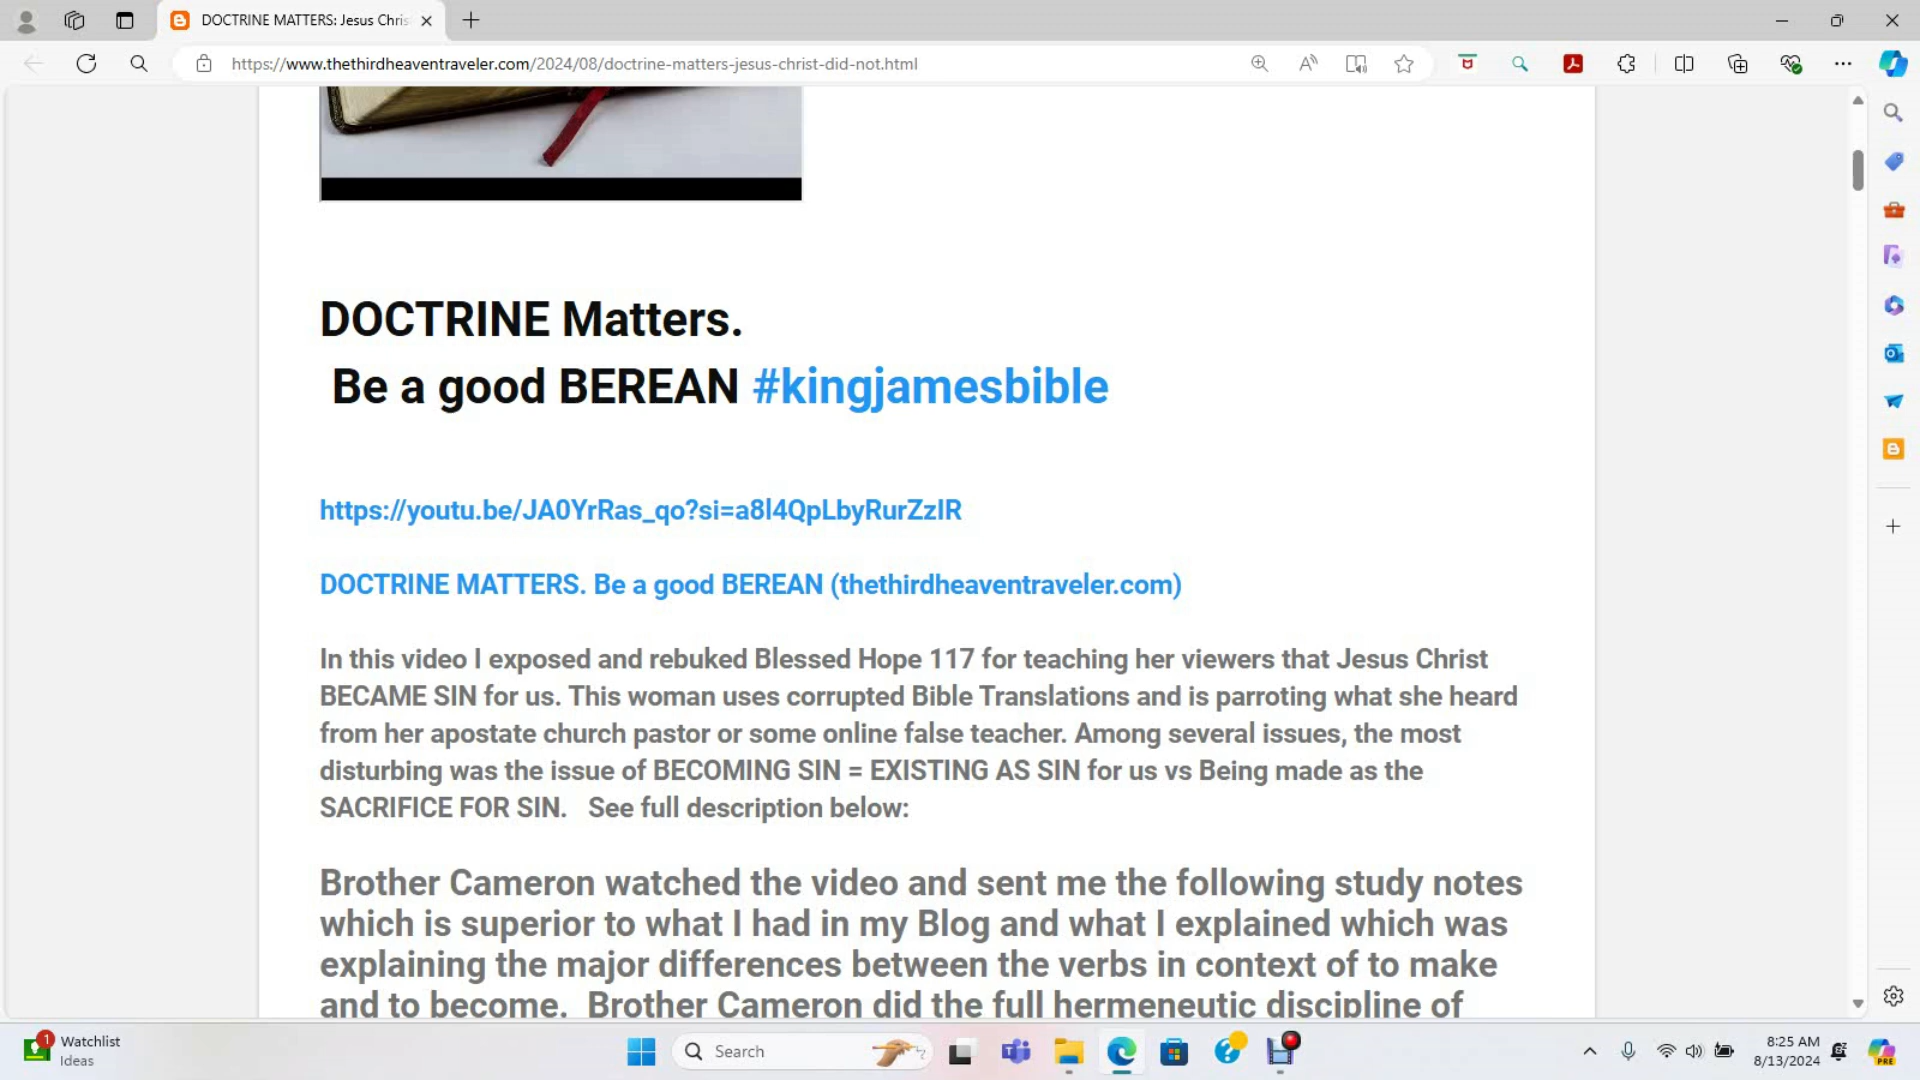 DOCTRINE MATTERS: Jesus Chris
https://www.thethirdheaventraveler.com/2024/08/doctrine-matters-jesus-christ-did-not.html
DOCTRINE Matters.
Be a good BEREAN #kingjamesbible
https://youtu.be/JA0YrRas_qo?si=a8l4QpLbyRurZzIR
DOCTRINE MATTERS. Be a good BEREAN (thethirdheaventraveler.com)
In this video I exposed and rebuked Blessed Hope 117 for teaching her viewers that Jesus Christ
BECAME SIN for us. This woman uses corrupted Bible Translations and is parroting what she heard
from her apostate church pastor or some online false teacher. Among several issues, the most
disturbing was the issue of BECOMING SIN = EXISTING AS SIN for us vs Being made as the
SACRIFICE FOR SIN. See full description below:
Brother Cameron watched the video and sent me the following study notes
which is superior to what I had in my Blog and what I explained which was
explaining the major differences between the verbs in context of to make
and to become. Brother Cameron did the full hermeneutic discipline of
1
Watchlist
Ideas
Search
8:25 AM
8/13/2024
PRE